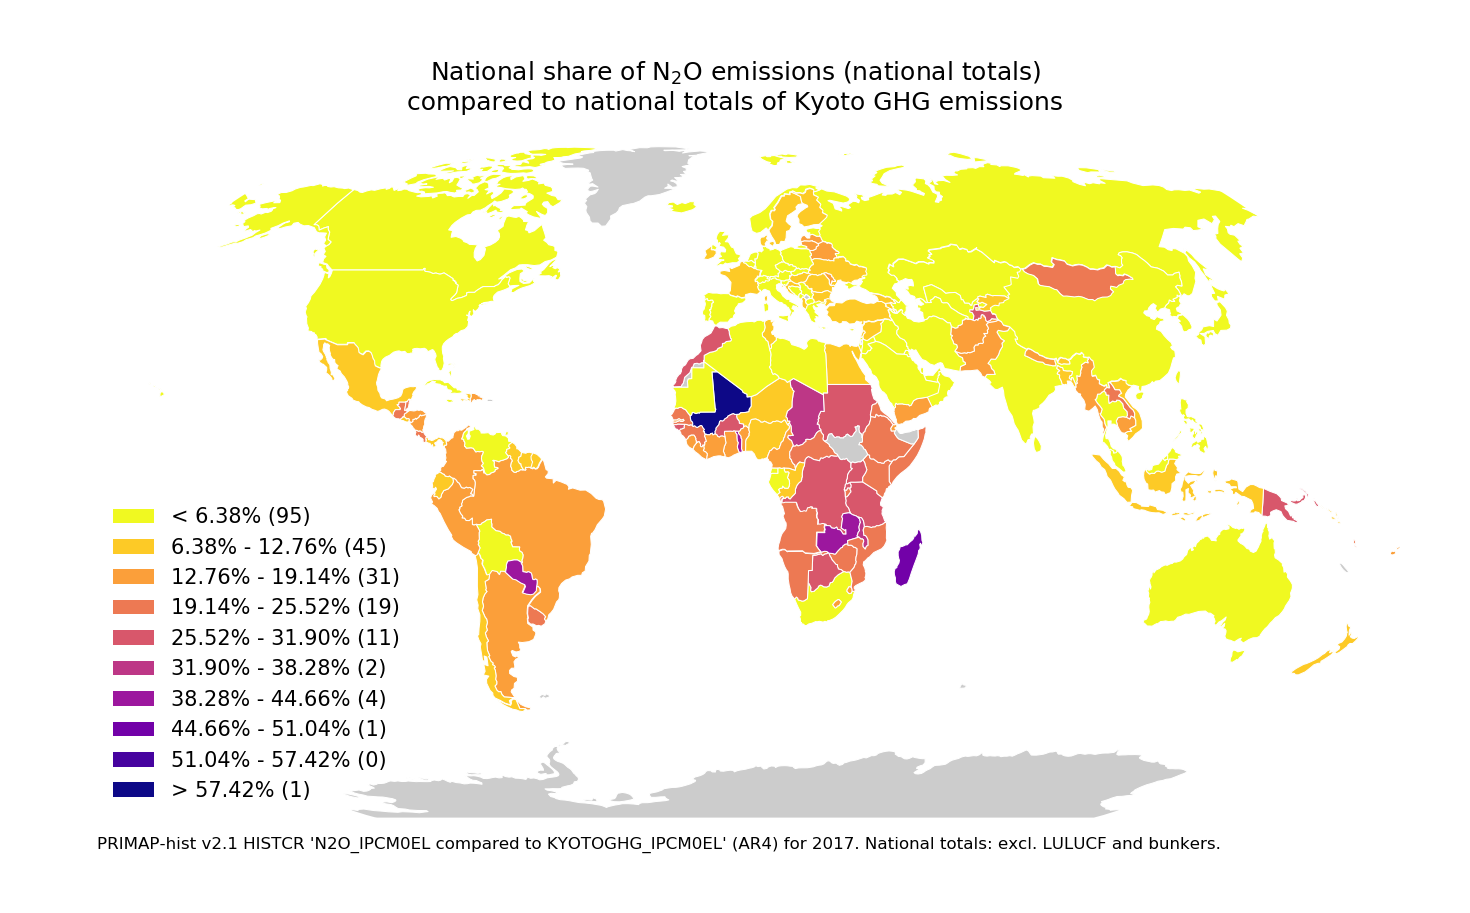 National share of N₂O emissions (national totals)
compared to national totals of Kyoto GHG emissions
< 6.38% (95)
6.38% - 12.76% (45)
12.76% - 19.14% (31)
19.14% - 25.52% (19)
25.52% - 31.90% (11)
31.90% - 38.28% (2)
38.28% - 44.66% (4)
44.66% - 51.04% (1)
51.04% - 57.42% (0)
> 57.42% (1)
PRIMAP-hist v2.1 HISTCR 'N2O_IPCM0EL compared to KYOTOGHG_IPCM0EL' (AR4) for 2017. National totals: excl. LULUCF and bunkers.